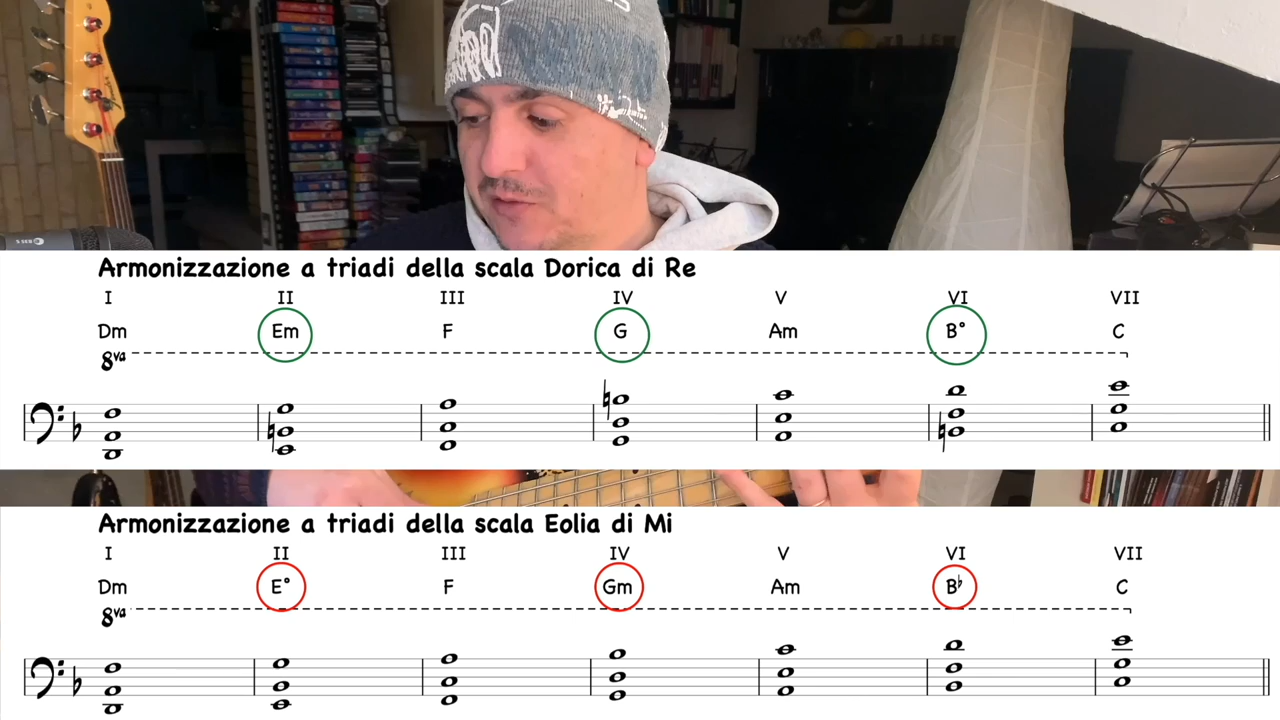 Armonizzazione a triadi della scala Dorica di Re
I II III IV V VI VII
Dm Em F G Am B° C
8va
Armonizzazione a triadi della scala Eolia di Mi
I II III IV V VI VII
Dm E° F Gm Am B♭ C
8va